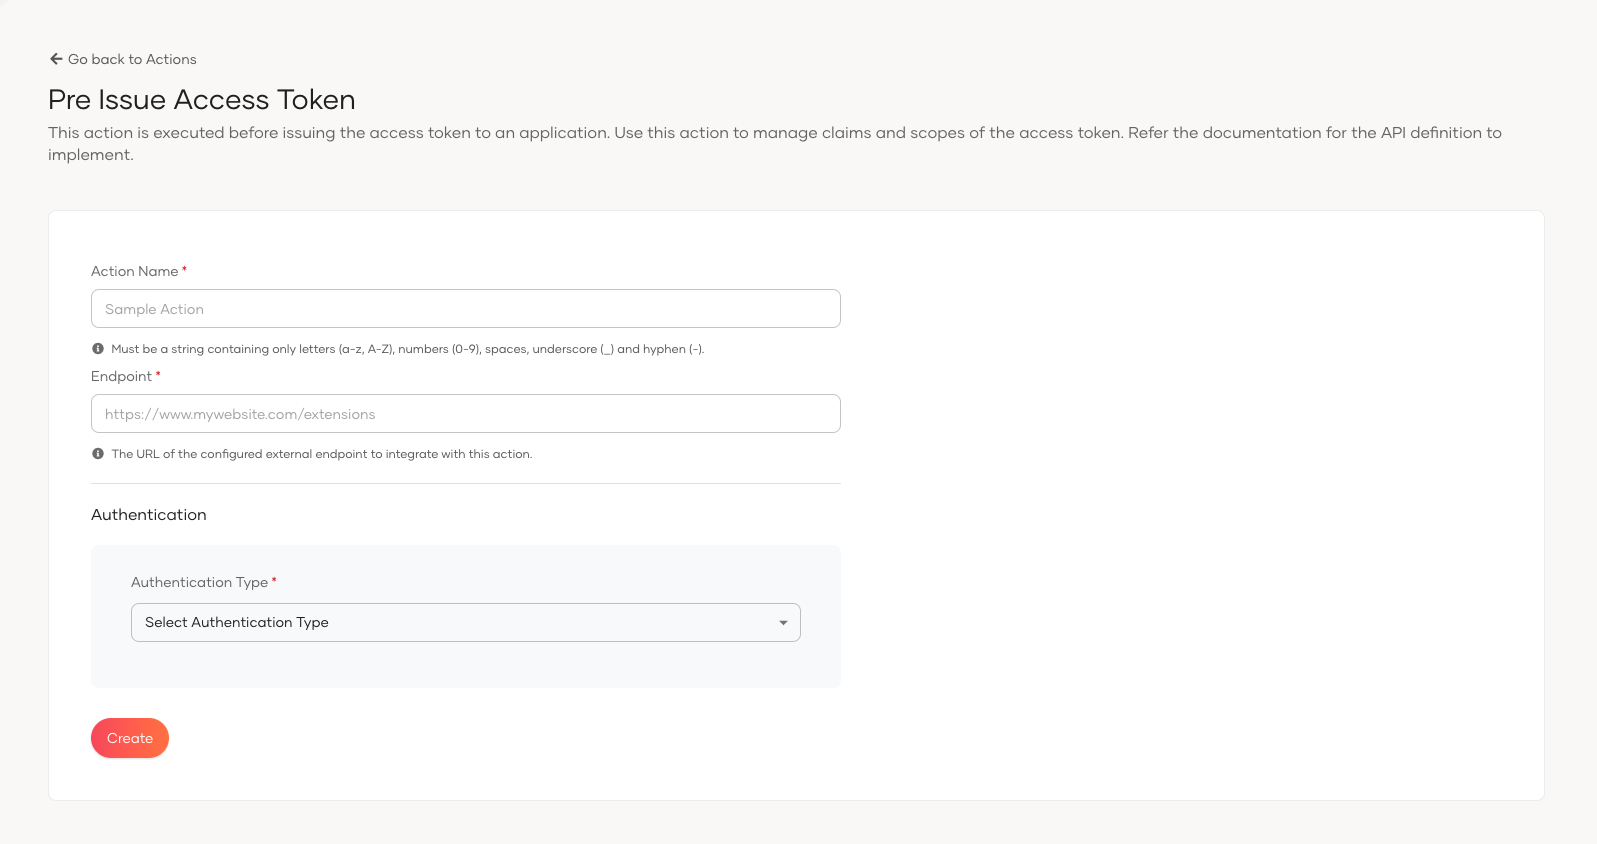 Go back to Actions
Pre Issue Access Token
This action is executed before issuing the access token to an application. Use this action to manage claims and scopes of the access token. Refer the documentation for the API definition to
implement.
Action Name *
Sample Action
Must be a string containing only letters (a-z, A-Z), numbers (0-9), spaces, underscore (_) and hyphen (-).
Endpoint *
https://www.mywebsite.com/extensions
The URL of the configured external endpoint to integrate with this action.
Authentication
Authentication Type *
Select Authentication Type
Create